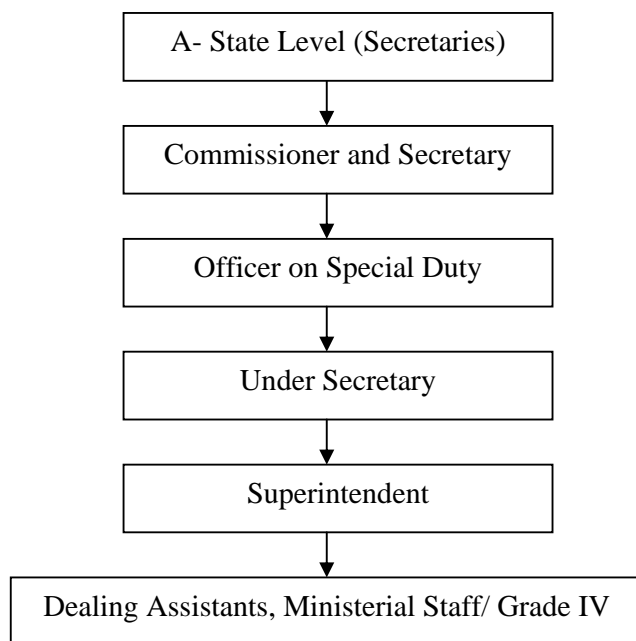 A- State Level (Secretaries)
Commissioner and Secretary
Officer on Special Duty
Under Secretary
Superintendent
Dealing Assistants, Ministerial Staff/ Grade IV